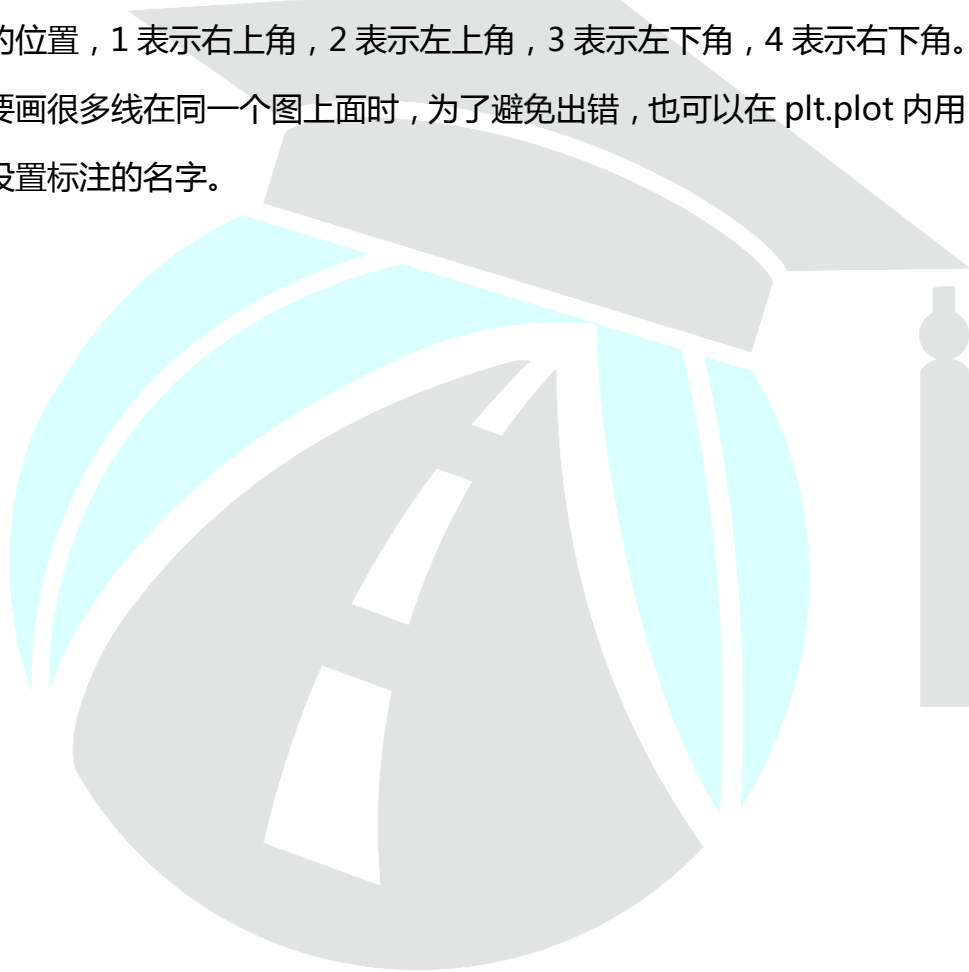 的位置，1 表示右上角，2 表示左上角，3 表示左下角，4 表示右下角。
要画很多线在同一个图上面时，为了避免出错，也可以在 plt.plot 内用
设置标注的名字。